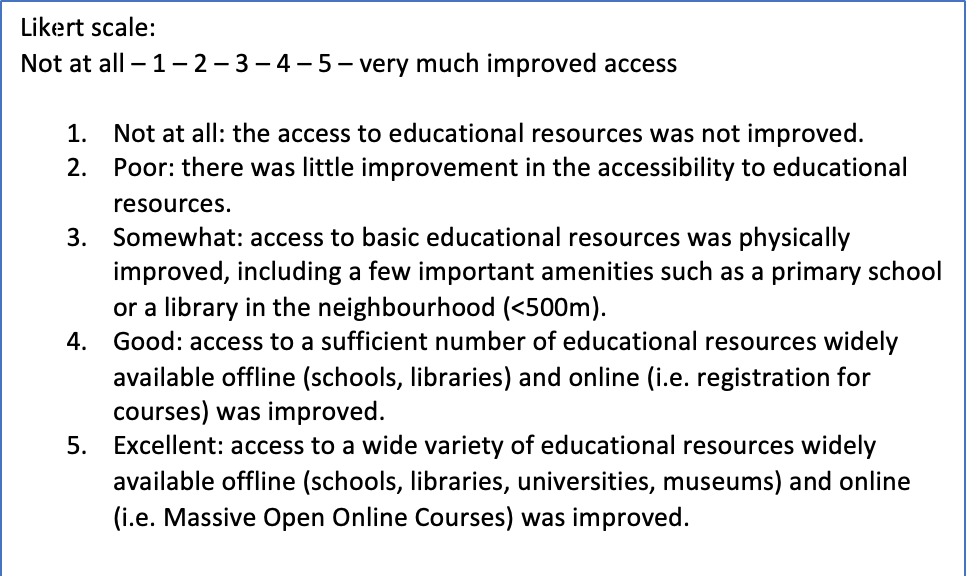 Likert scale:
Not at all – 1 – 2 – 3 – 4 – 5 – very much improved access
1. Not at all: the access to educational resources was not improved.
2. Poor: there was little improvement in the accessibility to educational
resources.
3. Somewhat: access to basic educational resources was physically
improved, including a few important amenities such as a primary school
or a library in the neighbourhood (<500m).
4. Good: access to a sufficient number of educational resources widely
available offline (schools, libraries) and online (i.e. registration for
courses) was improved.
5. Excellent: access to a wide variety of educational resources widely
available offline (schools, libraries, universities, museums) and online
(i.e. Massive Open Online Courses) was improved.